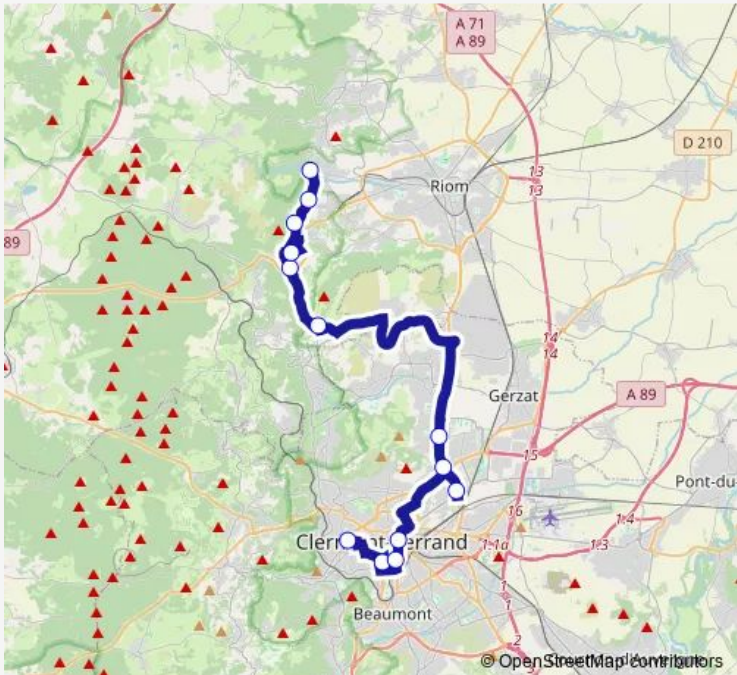 A 71
A 89
D 210
13
13
Riom
89
14
14
Gerzat
A 89
15
Pont-du-
16
1.4
Clermont-Ferrand
1.1a
1.3
1
1
Beaumont
2
© OpenStreetMap contributors